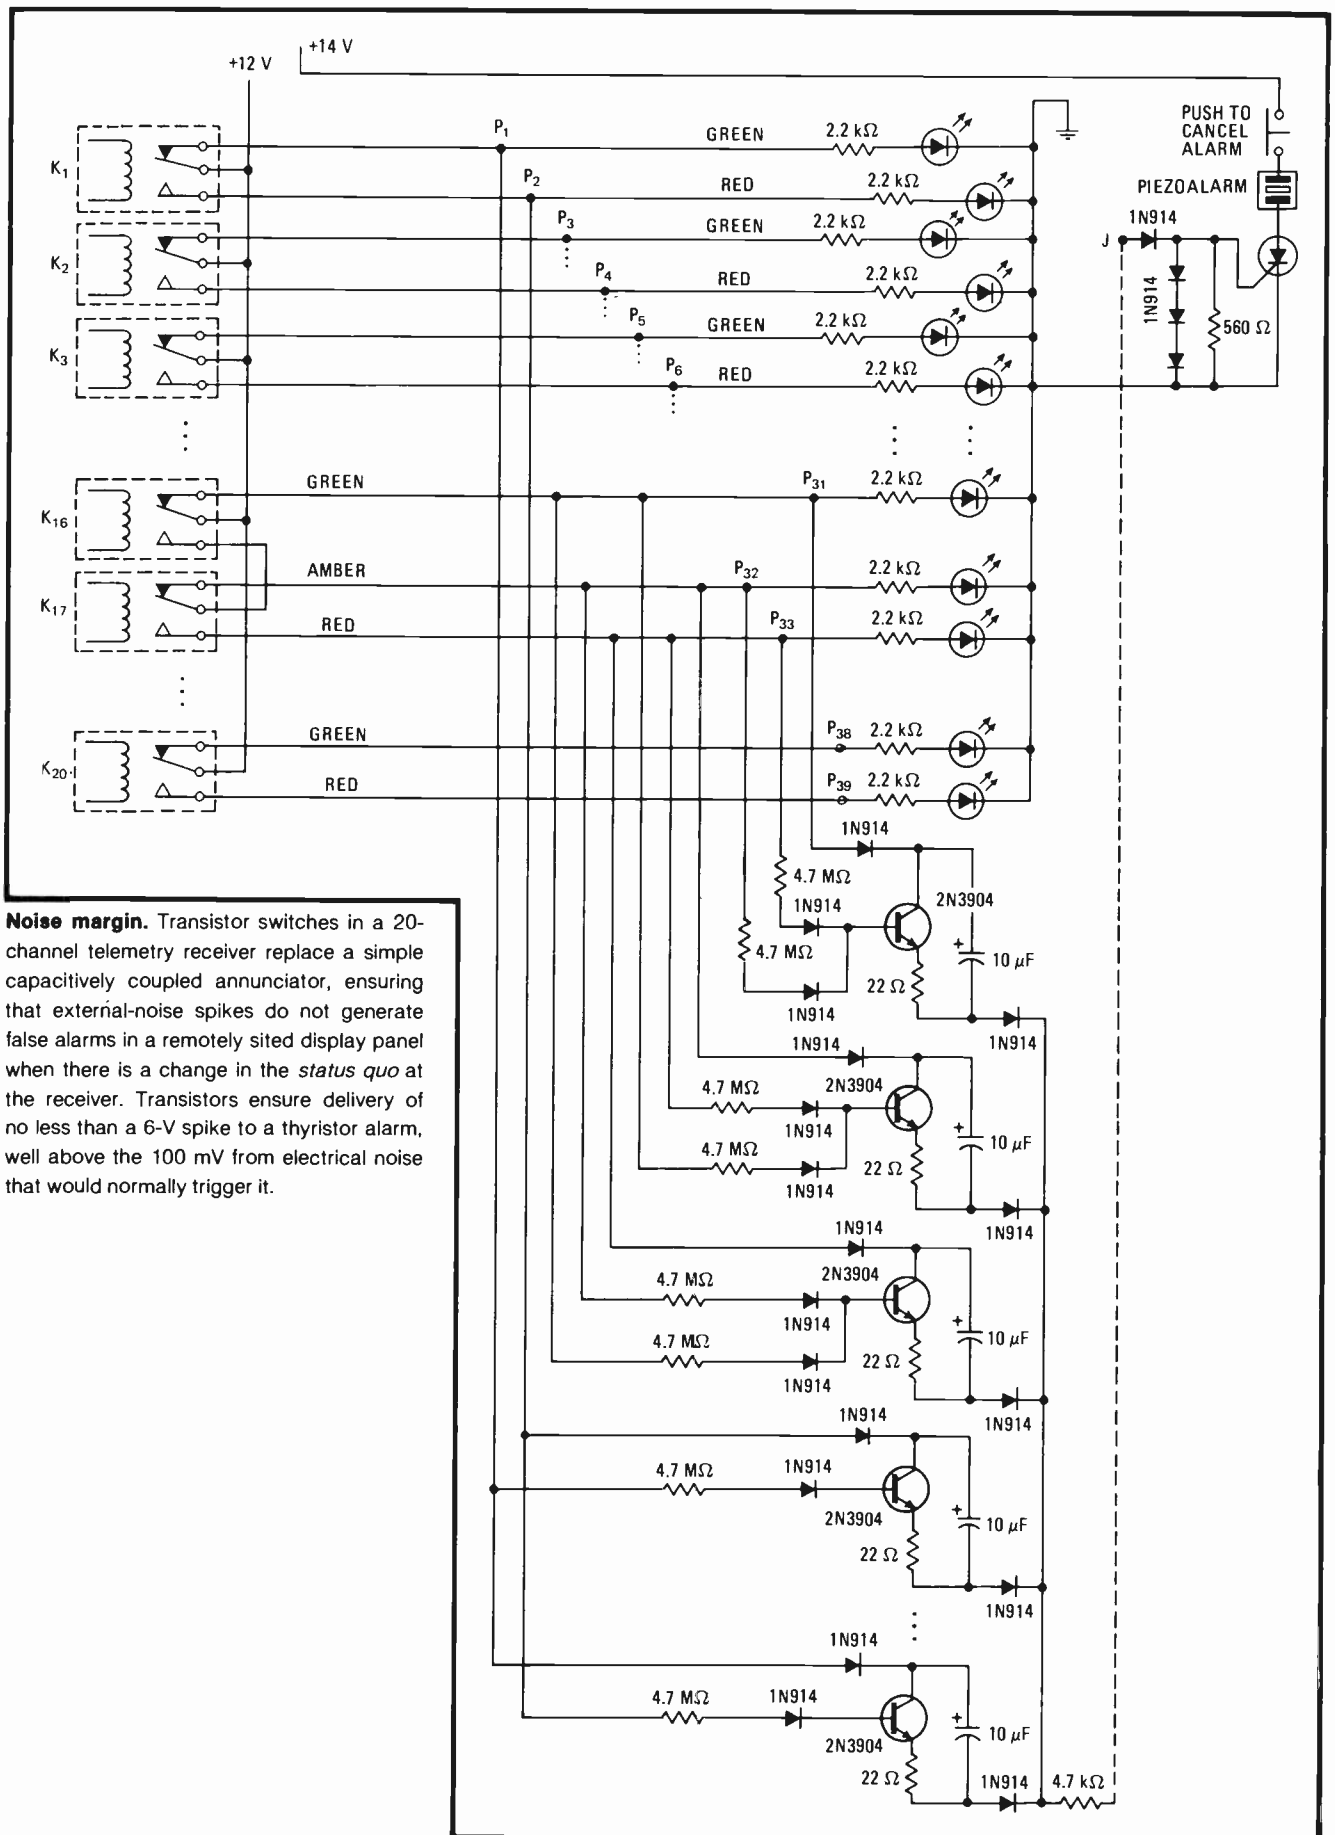 +14 V
+12 V
PUSH TO
CANCEL
ALARM
P1
GREEN
2.2 kΩ
K1
P2
RED
2.2 kΩ
PIEZOALARM
1N914
P3
GREEN
2.2 kΩ
J
K2
P4
RED
2.2 kΩ
1N914
P5
GREEN
2.2 kΩ
560 Ω
K3
P6
RED
2.2 kΩ
GREEN
P31
2.2 kΩ
K16
AMBER
P32
2.2 kΩ
K17
RED
P33
2.2 kΩ
GREEN
P38
2.2 kΩ
K20
RED
P39
2.2 kΩ
1N914
4.7 MΩ
2N3904
1N914
4.7 MΩ
+
10 µF
22 Ω
1N914
1N914
Noise margin. Transistor switches in a 20-
channel telemetry receiver replace a simple
capacitively coupled annunciator, ensuring
that external-noise spikes do not generate
false alarms in a remotely sited display panel
when there is a change in the status quo at
the receiver. Transistors ensure delivery of
no less than a 6-V spike to a thyristor alarm,
well above the 100 mV from electrical noise
that would normally trigger it.
1N914
4.7 MΩ
2N3904
1N914
+
10 µF
4.7 MΩ
22 Ω
1N914
1N914
1N914
4.7 MΩ
2N3904
1N914
+
10 µF
4.7 MΩ
22 Ω
1N914
1N914
1N914
4.7 MΩ
1N914
2N3904
+
10 µF
22 Ω
1N914
1N914
4.7 MΩ
1N914
2N3904
+
10 µF
22 Ω
1N914
4.7 kΩ